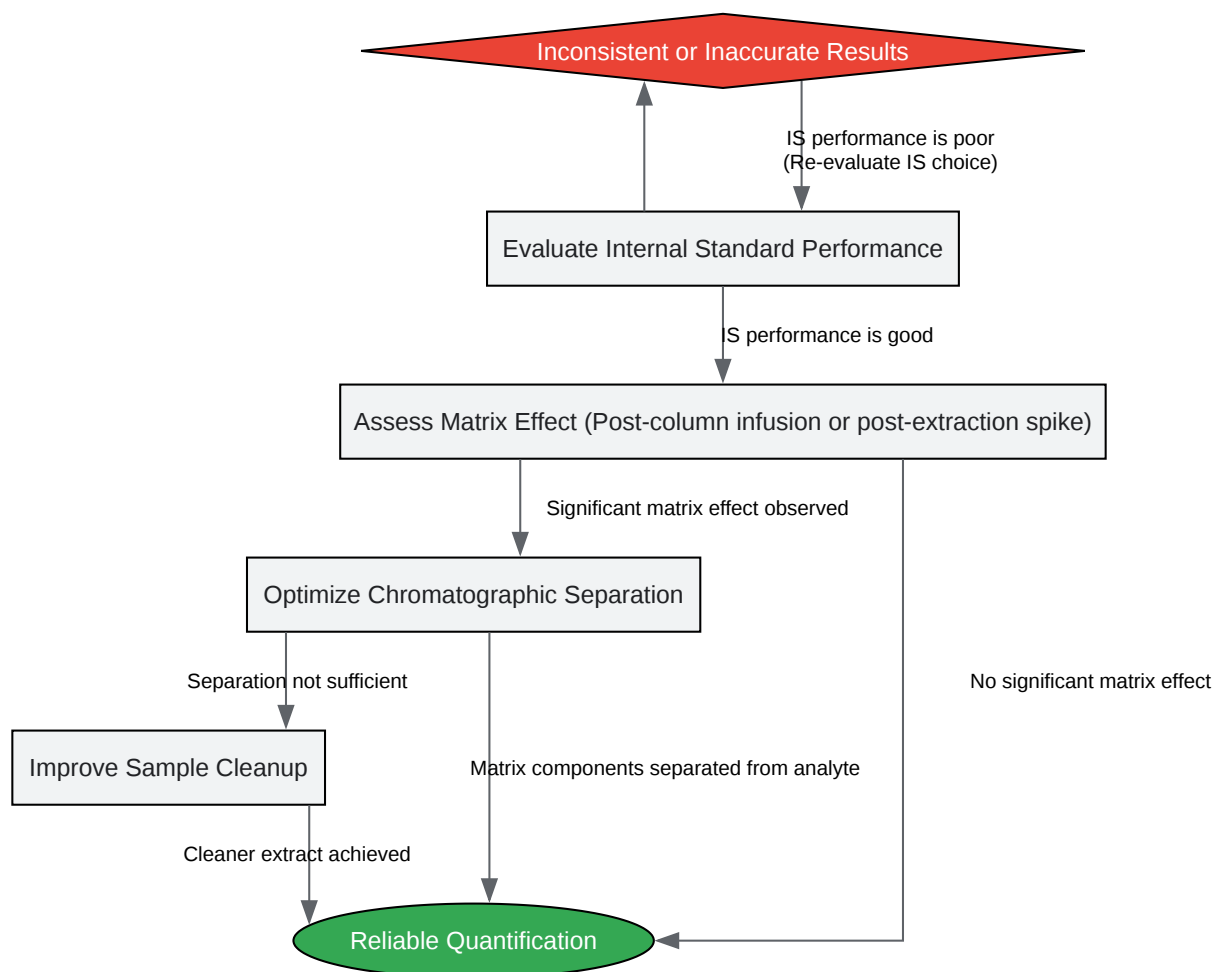 Inconsistent or Inaccurate Results
IS performance is poor
(Re-evaluate IS choice)
Evaluate Internal Standard Performance
IS performance is good
Assess Matrix Effect (Post-column infusion or post-extraction spike)
Significant matrix effect observed
Optimize Chromatographic Separation
Separation not sufficient
No significant matrix effect
Improve Sample Cleanup
Matrix components separated from analyte
Cleaner extract achieved
Reliable Quantification